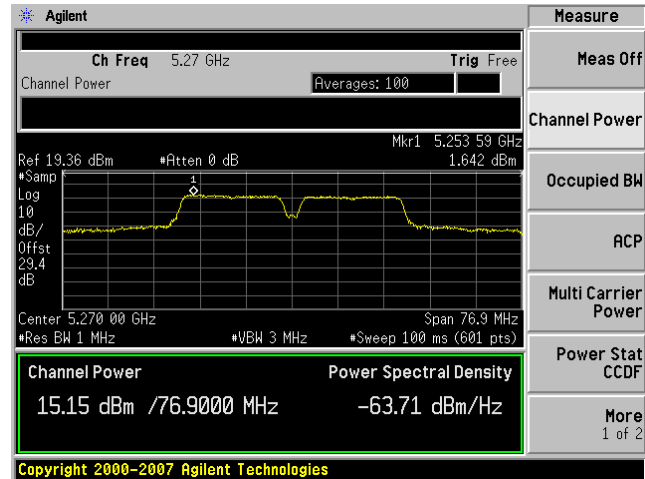 Agilent
Measure
Ch Freq 5.27 GHz Trig Free
Channel Power Averages: 100
Mkr1 5.253 59 GHz
Ref 19.36 dBm #Atten 0 dB 1.642 dBm
#Samp
Log
10
dB/
Offst
29.4
dB
1
Center 5.270 00 GHz Span 76.9 MHz
#Res BW 1 MHz #VBW 3 MHz #Sweep 100 ms (601 pts)
Channel Power Power Spectral Density
15.15 dBm /76.9000 MHz -63.71 dBm/Hz
Meas Off
Channel Power
Occupied BW
ACP
Multi Carrier
Power
Power Stat
CCDF
More
1 of 2
Copyright 2000-2007 Agilent Technologies